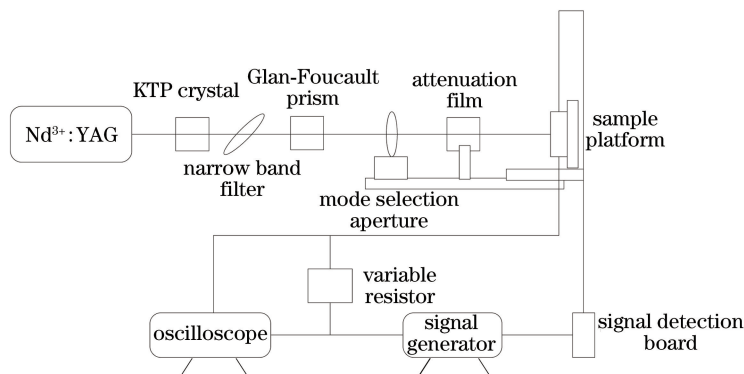 KTP crystal
Glan-Foucault
prism
attenuation
film
Nd³⁺:YAG
sample
platform
narrow band
filter
mode selection
aperture
variable
resistor
oscilloscope
signal
generator
signal detection
board